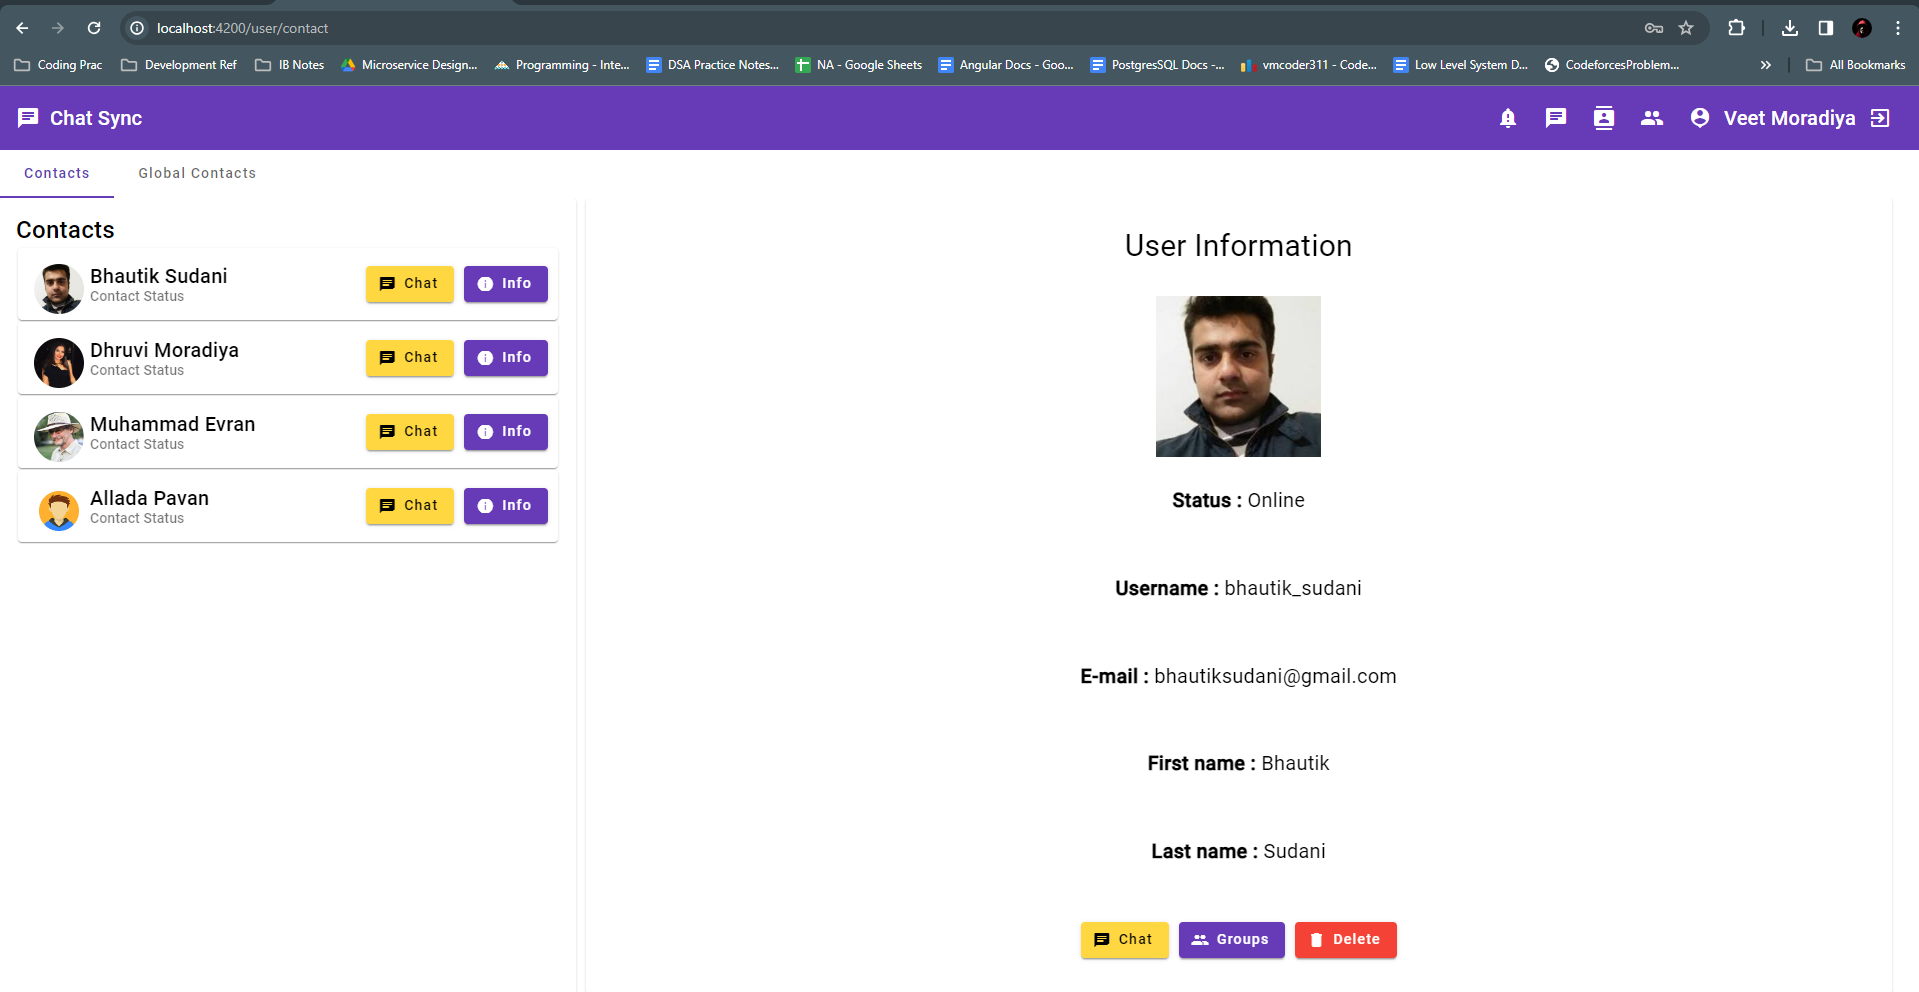 localhost:4200/user/contact
Coding Prac Development Ref IB Notes Microservice Design... Programming - Inte... DSA Practice Notes... NA - Google Sheets Angular Docs - Goo... PostgresSQL Docs -... vmcoder311 - Code... Low Level System D... CodeforcesProblem... All Bookmarks
Chat Sync Veet Moradiya
Contacts Global Contacts
Contacts
Bhautik Sudani
Contact Status
Chat Info
Dhruvi Moradiya
Contact Status
Chat Info
Muhammad Evran
Contact Status
Chat Info
Allada Pavan
Contact Status
Chat Info
User Information
Status : Online
Username : bhautik_sudani
E-mail : bhautiksudani@gmail.com
First name : Bhautik
Last name : Sudani
Chat Groups Delete